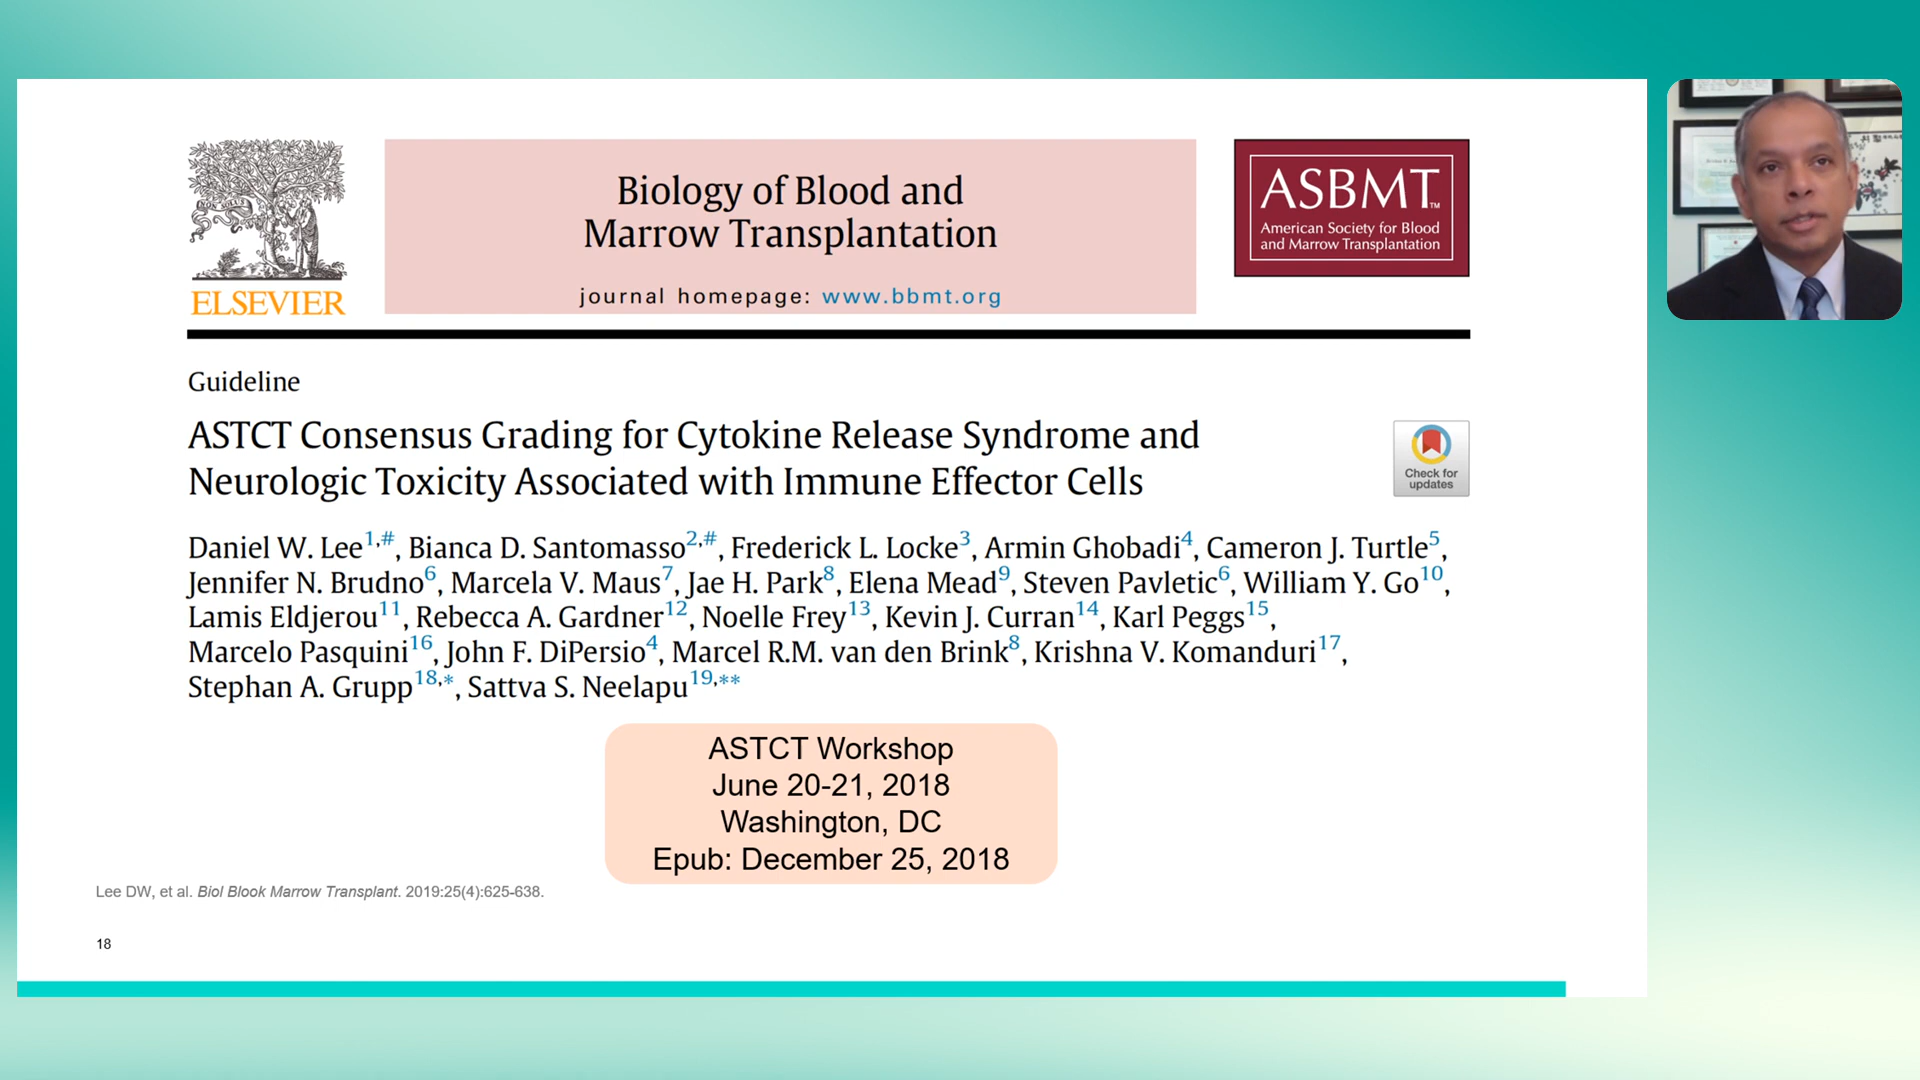 NON SOLUS
ELSEVIER
Biology of Blood and
Marrow Transplantation
journal homepage: www.bbmt.org
ASBMT™
American Society for Blood
and Marrow Transplantation
Guideline
ASTCT Consensus Grading for Cytokine Release Syndrome and
Neurologic Toxicity Associated with Immune Effector Cells
Check for
updates
Daniel W. Lee1,#, Bianca D. Santomasso2,#, Frederick L. Locke3, Armin Ghobadi4, Cameron J. Turtle5,
Jennifer N. Brudno6, Marcela V. Maus7, Jae H. Park8, Elena Mead9, Steven Pavletic6, William Y. Go10,
Lamis Eldjerou11, Rebecca A. Gardner12, Noelle Frey13, Kevin J. Curran14, Karl Peggs15,
Marcelo Pasquini16, John F. DiPersio4, Marcel R.M. van den Brink8, Krishna V. Komanduri17,
Stephan A. Grupp18,*, Sattva S. Neelapu19,**
ASTCT Workshop
June 20-21, 2018
Washington, DC
Epub: December 25, 2018
Lee DW, et al. Biol Blook Marrow Transplant. 2019:25(4):625-638.
18